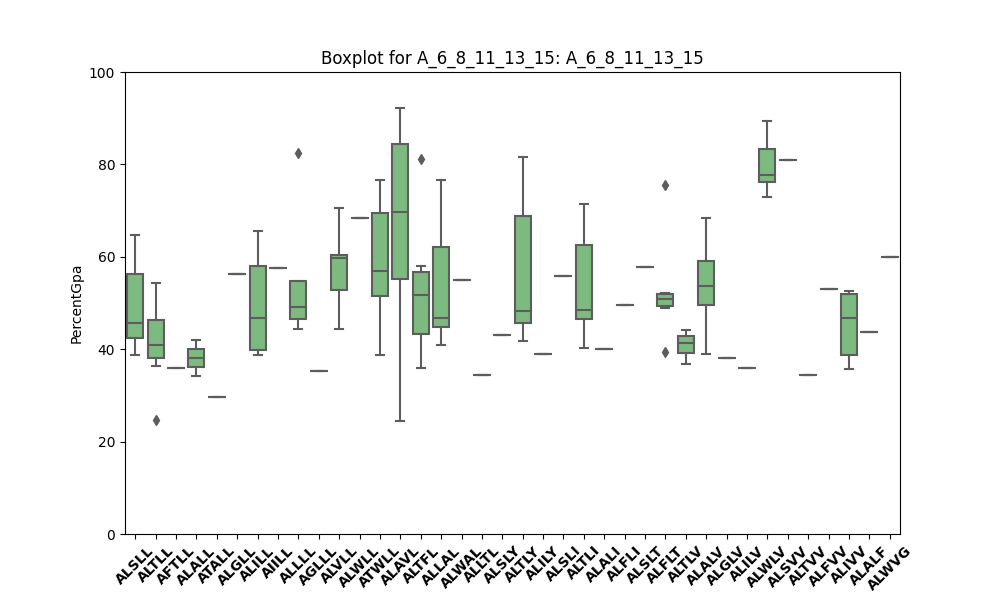 Boxplot for A_6_8_11_13_15: A_6_8_11_13_15
100
80
60
40
20
0
PercentGpa
ALSLL
ALTLL
AFTLL
ALALL
ATALL
ALGLL
ALILL
AIILL
ALLLL
AGLLL
ALVLL
ALWLL
ATWLL
ALAVL
ALTFL
ALLAL
ALWAL
ALLTL
ALSLY
ALTLY
ALILY
ALSLI
ALTLI
ALALI
ALFLI
ALSLT
ALFLT
ALTLV
ALALV
ALGLV
ALILV
ALWLV
ALSVV
ALTVV
ALFVV
ALIVV
ALALF
ALWVG